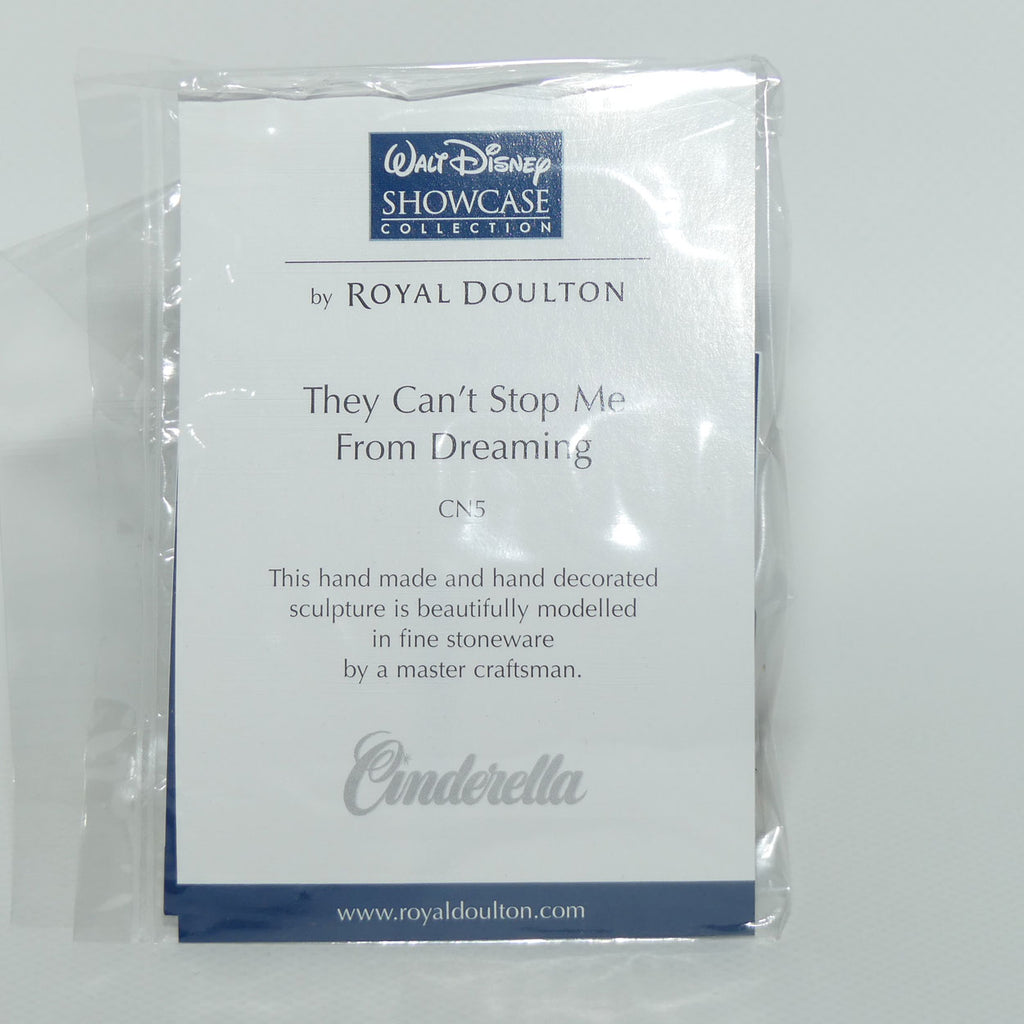 WALT DISNEY
SHOWCASE
COLLECTION
by ROYAL DOULTON
They Can't Stop Me
From Dreaming
CN5
This hand made and hand decorated
sculpture is beautifully modelled
in fine stoneware
by a master craftsman.
Cinderella
www.royaldoulton.com